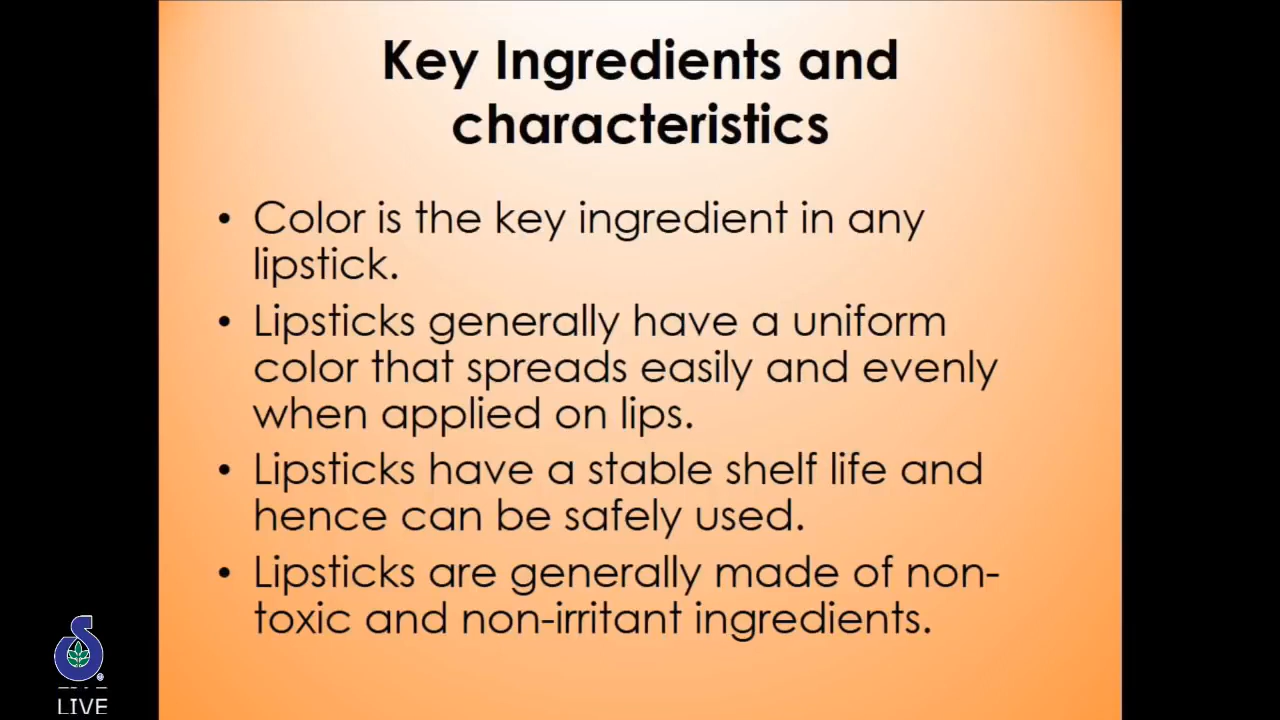 Key Ingredients and
characteristics
• Color is the key ingredient in any
lipstick.
• Lipsticks generally have a uniform
color that spreads easily and evenly
when applied on lips.
• Lipsticks have a stable shelf life and
hence can be safely used.
• Lipsticks are generally made of non-
toxic and non-irritant ingredients.
®
LIVE